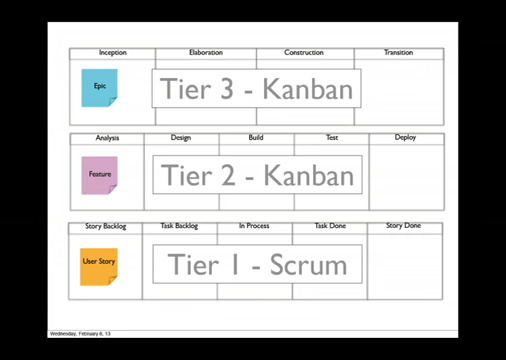 Inception Elaboration Construction Transition
Epic
Tier 3 - Kanban
Analysis Design Build Test Deploy
Feature
Tier 2 - Kanban
Story Backlog Task Backlog In Process Task Done Story Done
User Story
Tier 1 - Scrum
Wednesday, February 6, 13